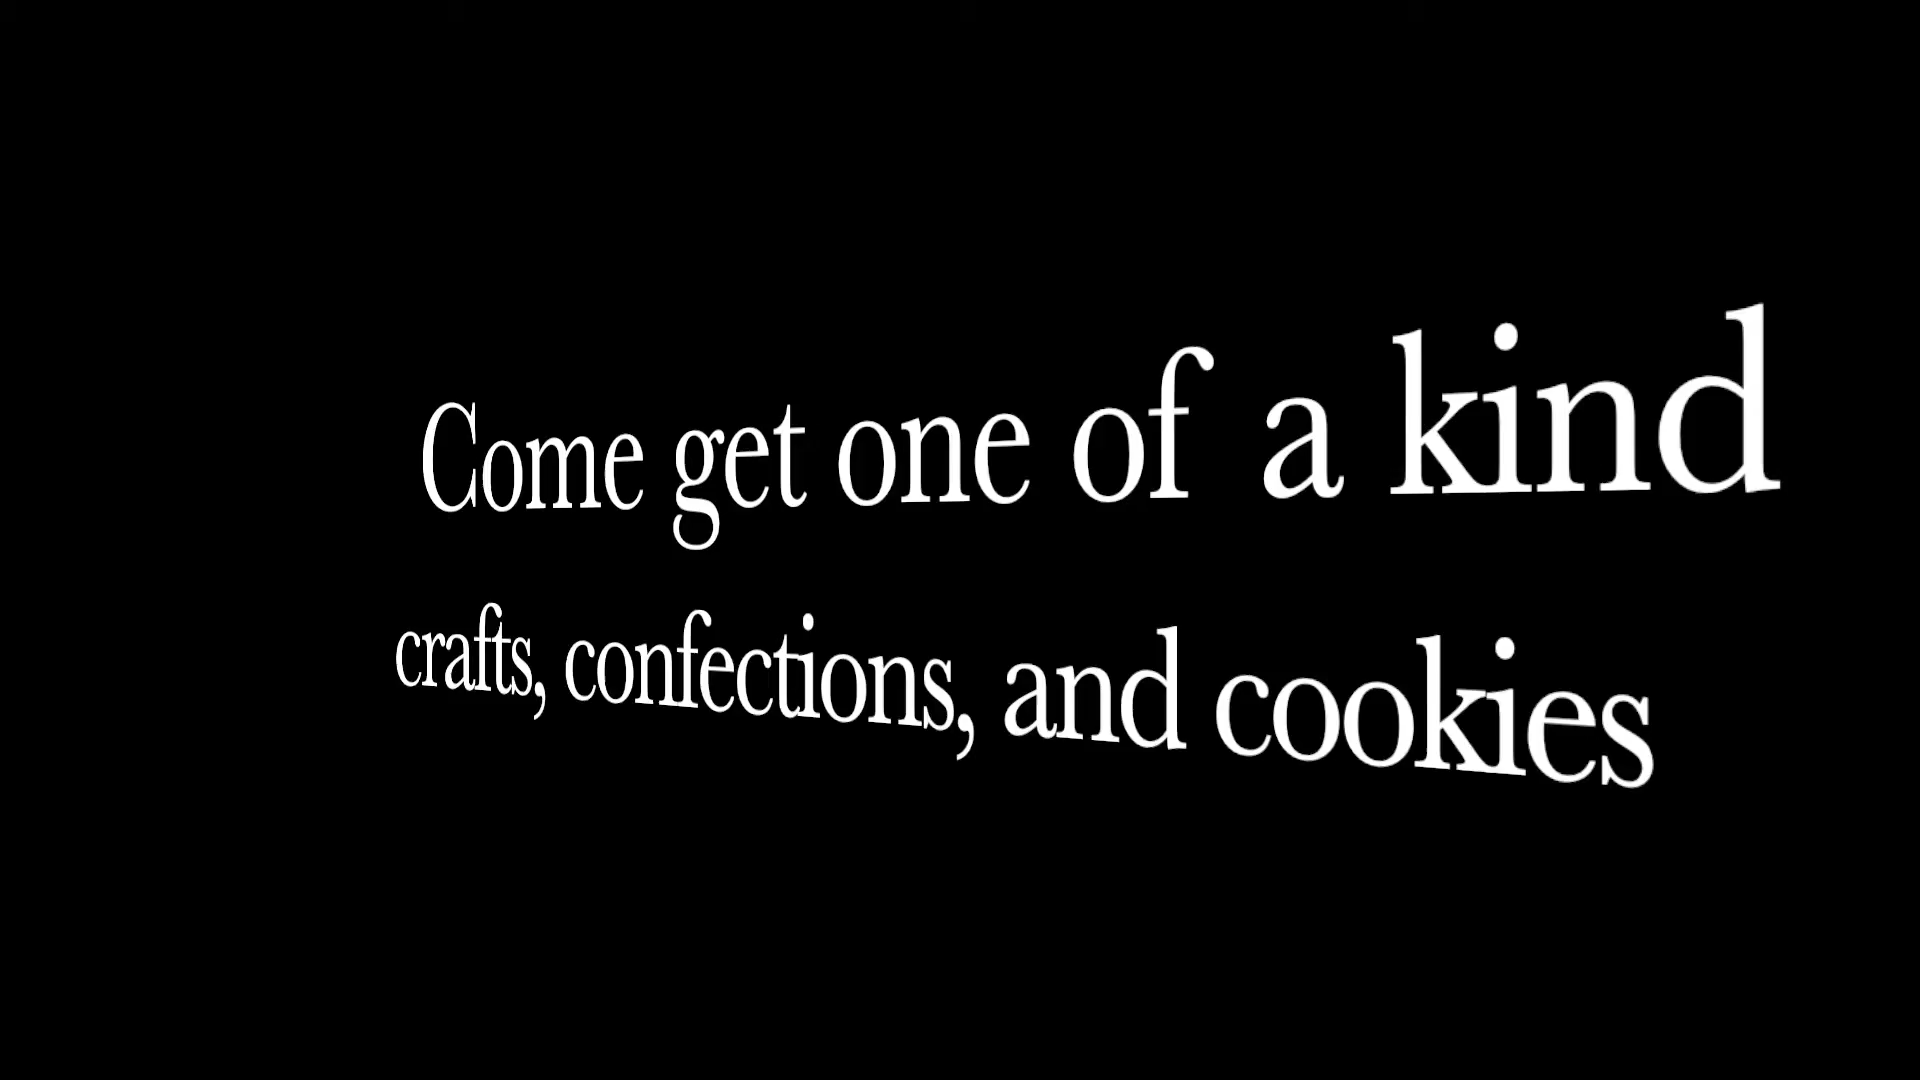 Come get one of a kind
crafts, confections, and cookies